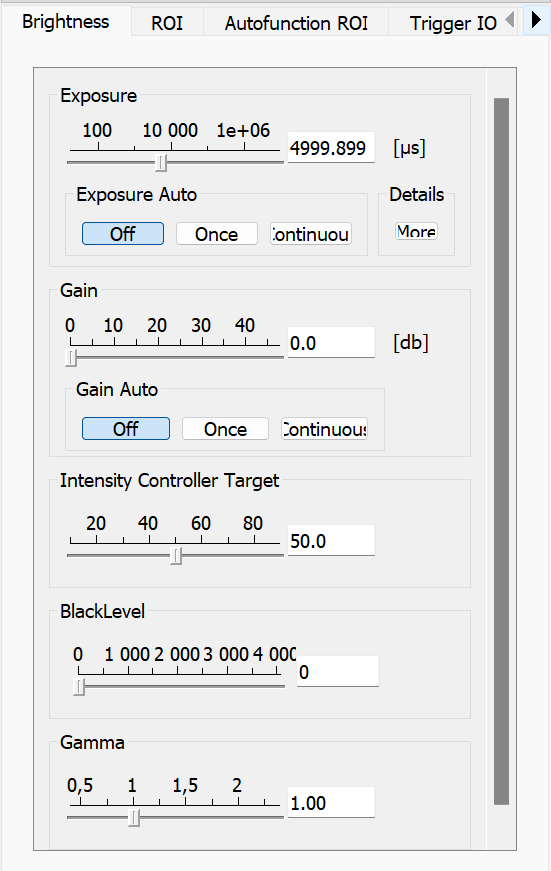 Brightness ROI Autofunction ROI Trigger IO
Exposure
100 10 000 1e+06
4999.899 [µs]
Exposure Auto Details
Off Once Continuou More
Gain
0 10 20 30 40
0.0 [db]
Gain Auto
Off Once Continuous
Intensity Controller Target
20 40 60 80
50.0
BlackLevel
0 1 000 2 000 3 000 4 000
0
Gamma
0,5 1 1,5 2
1.00